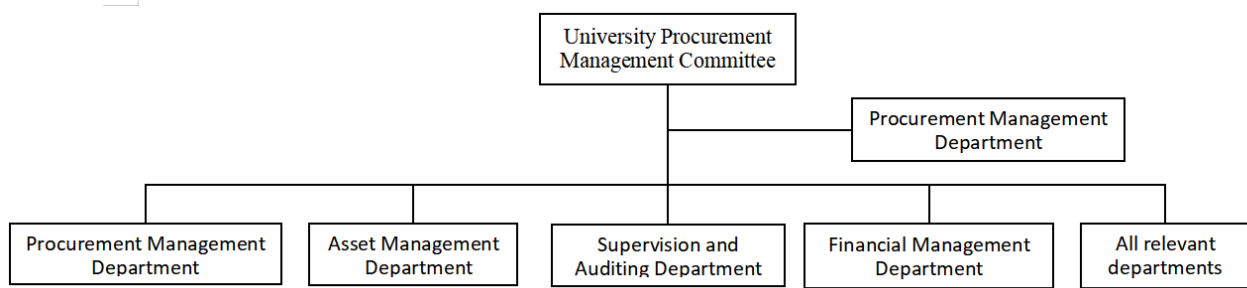 University Procurement
Management Committee
Procurement Management
Department
Procurement Management
Department
Asset Management
Department
Supervision and
Auditing Department
Financial Management
Department
All relevant
departments